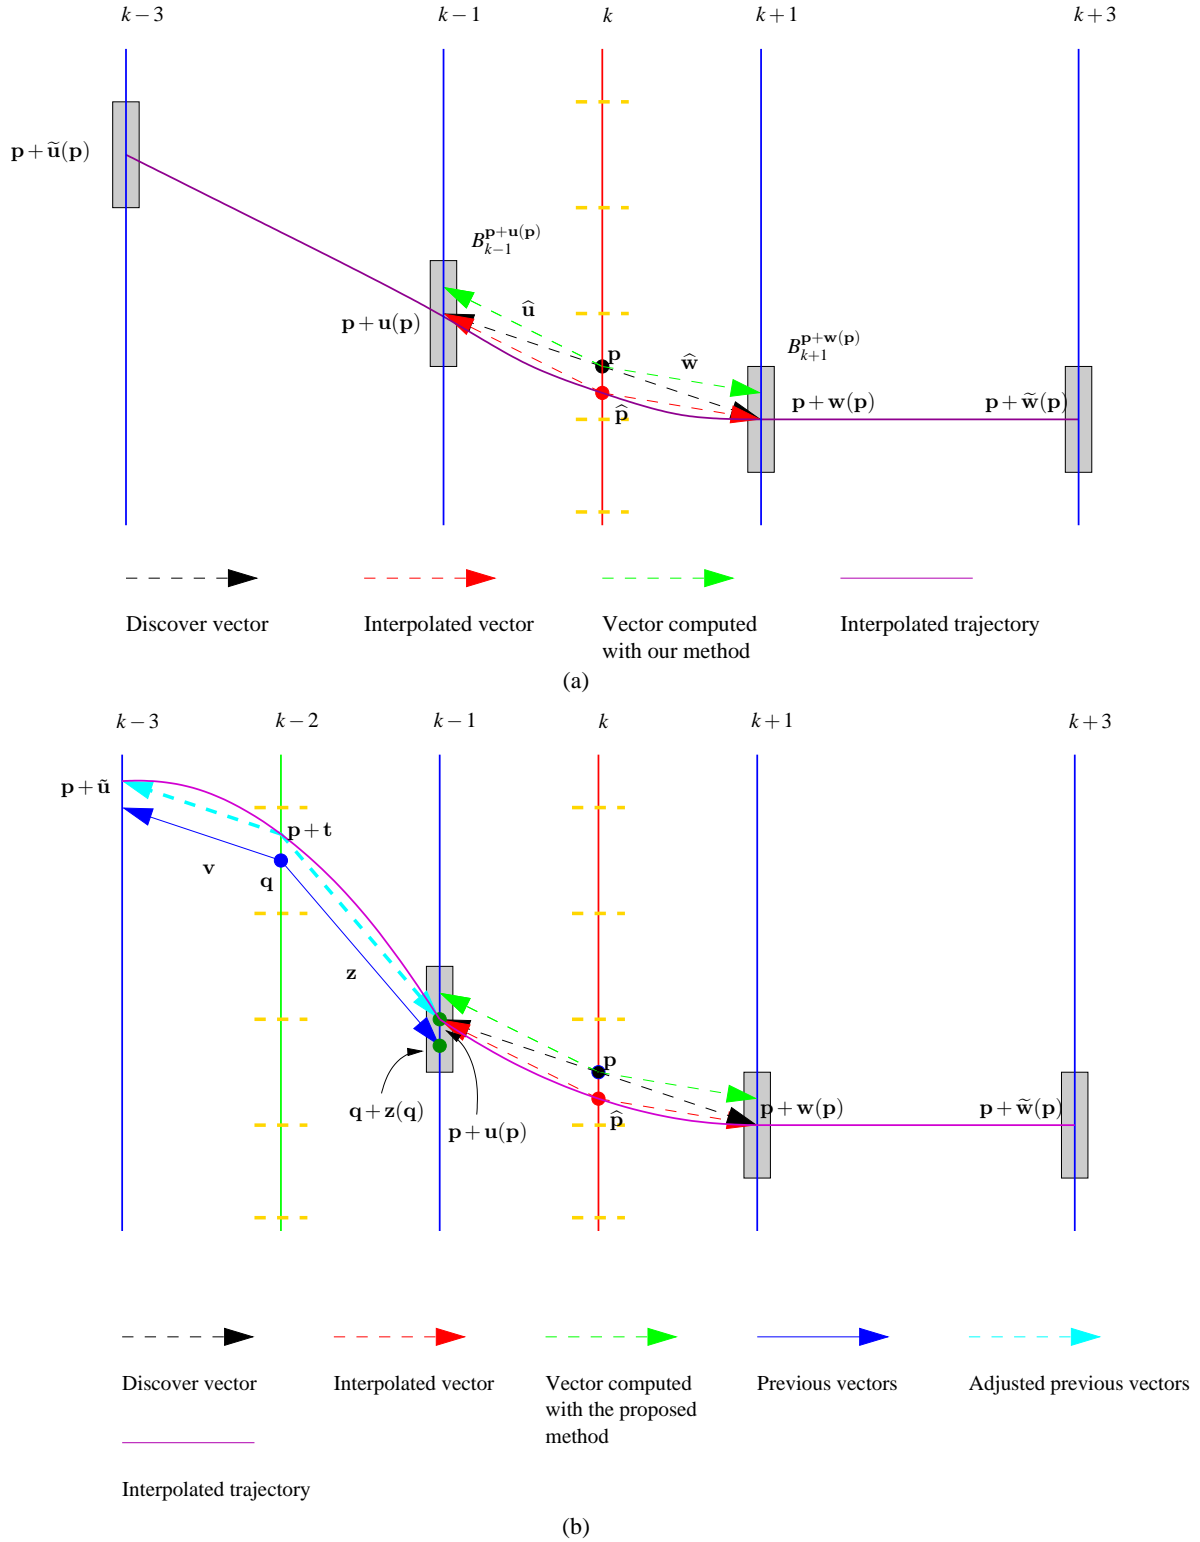 k−3 k−1 k k+1 k+3
p+ũ(p)
B_{k−1}^{p+u(p)}
û
p+u(p)
p
ŵ
B_{k+1}^{p+w(p)}
p̂
p+w(p)
p+w̃(p)
Discover vector
Interpolated vector
Vector computed
with our method
Interpolated trajectory
(a)
k−3 k−2 k−1 k k+1 k+3
p+ũ
p+t
v
q
z
p
q+z(q)
p+u(p)
p̂
p+w(p)
p+w̃(p)
Discover vector
Interpolated vector
Vector computed
with the proposed
method
Previous vectors
Adjusted previous vectors
Interpolated trajectory
(b)